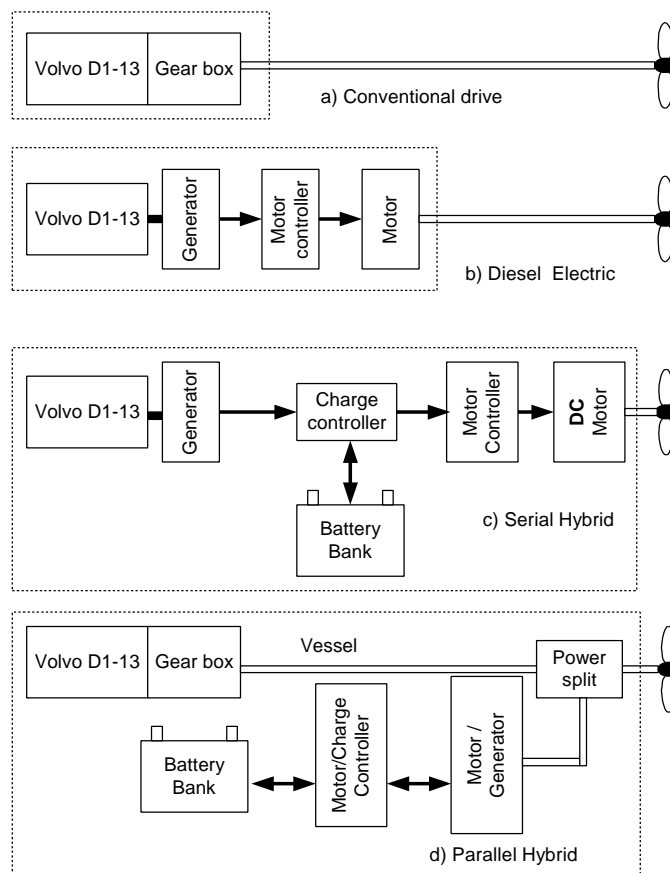 Volvo D1-13
Gear box
a) Conventional drive
Volvo D1-13
Generator
Motor
controller
Motor
b) Diesel Electric
Volvo D1-13
Generator
Charge
controller
Motor
Controller
DC
Motor
Battery
Bank
c) Serial Hybrid
Volvo D1-13
Gear box
Vessel
Power
split
Battery
Bank
Motor/Charge
Controller
Motor /
Generator
d) Parallel Hybrid